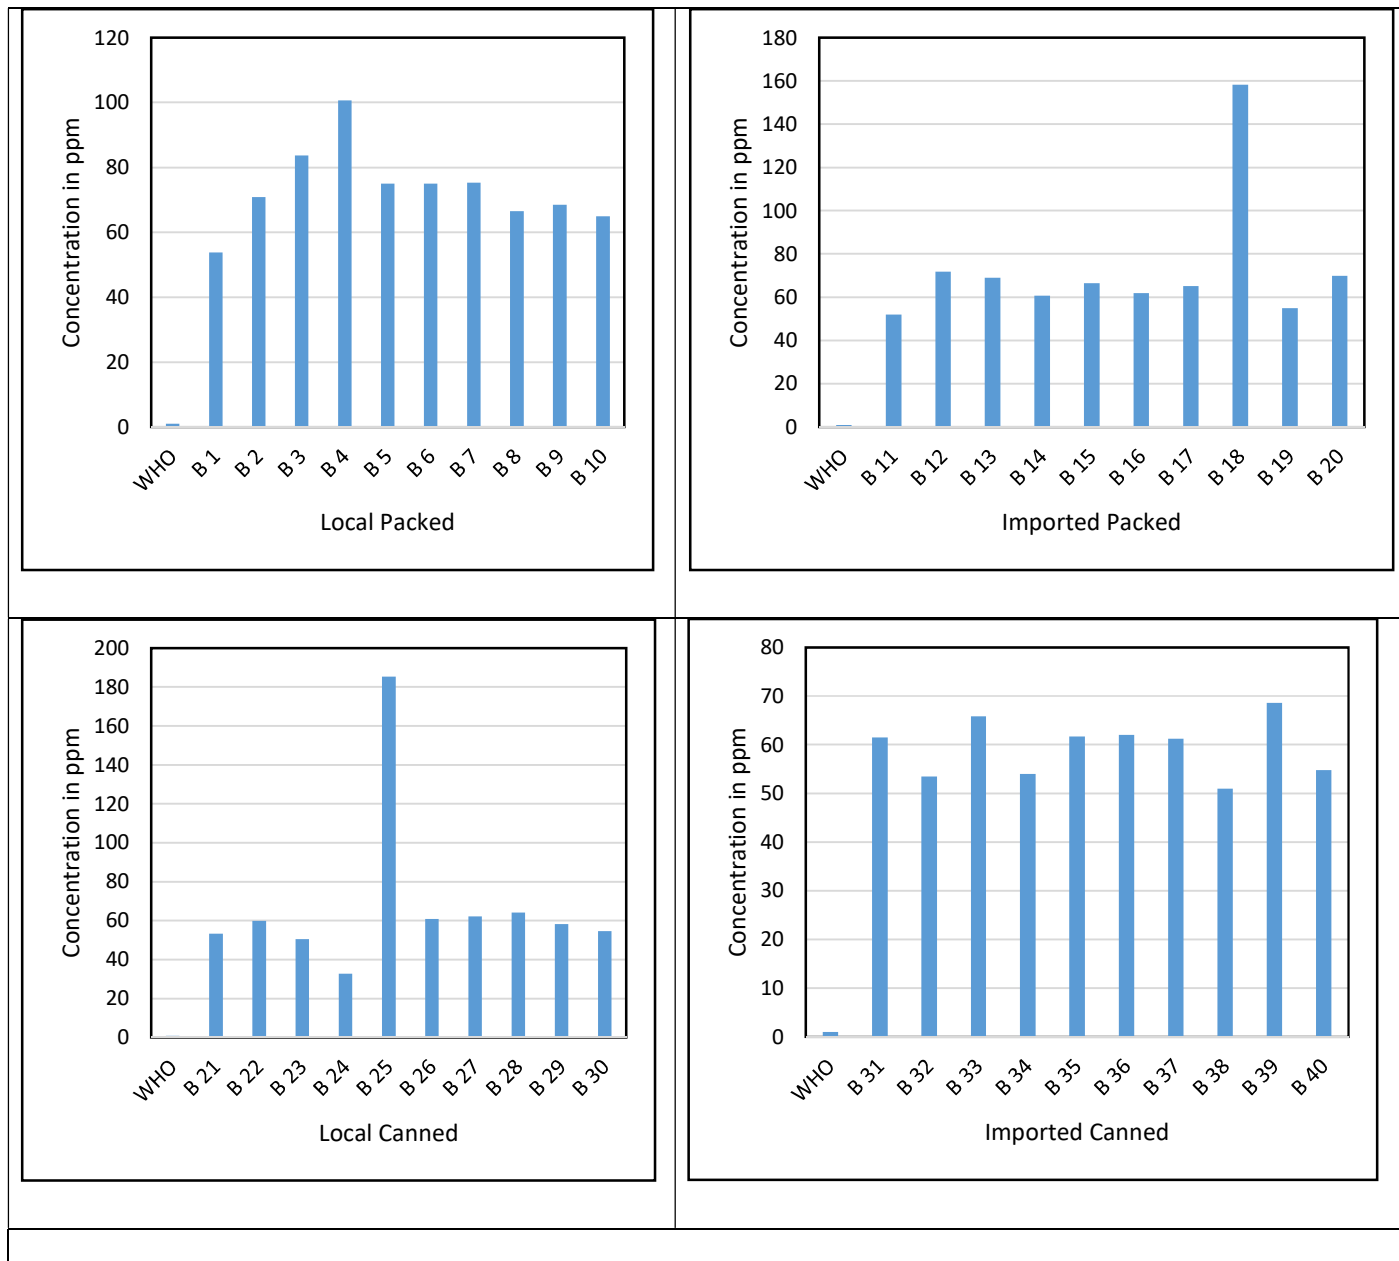 120
100
80
60
40
20
0
Concentration in ppm
WHO
B 1
B 2
B 3
B 4
B 5
B 6
B 7
B 8
B 9
B 10
Local Packed
180
160
140
120
100
80
60
40
20
0
Concentration in ppm
WHO
B 11
B 12
B 13
B 14
B 15
B 16
B 17
B 18
B 19
B 20
Imported Packed
200
180
160
140
120
100
80
60
40
20
0
Concentration in ppm
WHO
B 21
B 22
B 23
B 24
B 25
B 26
B 27
B 28
B 29
B 30
Local Canned
80
70
60
50
40
30
20
10
0
Concentration in ppm
WHO
B 31
B 32
B 33
B 34
B 35
B 36
B 37
B 38
B 39
B 40
Imported Canned